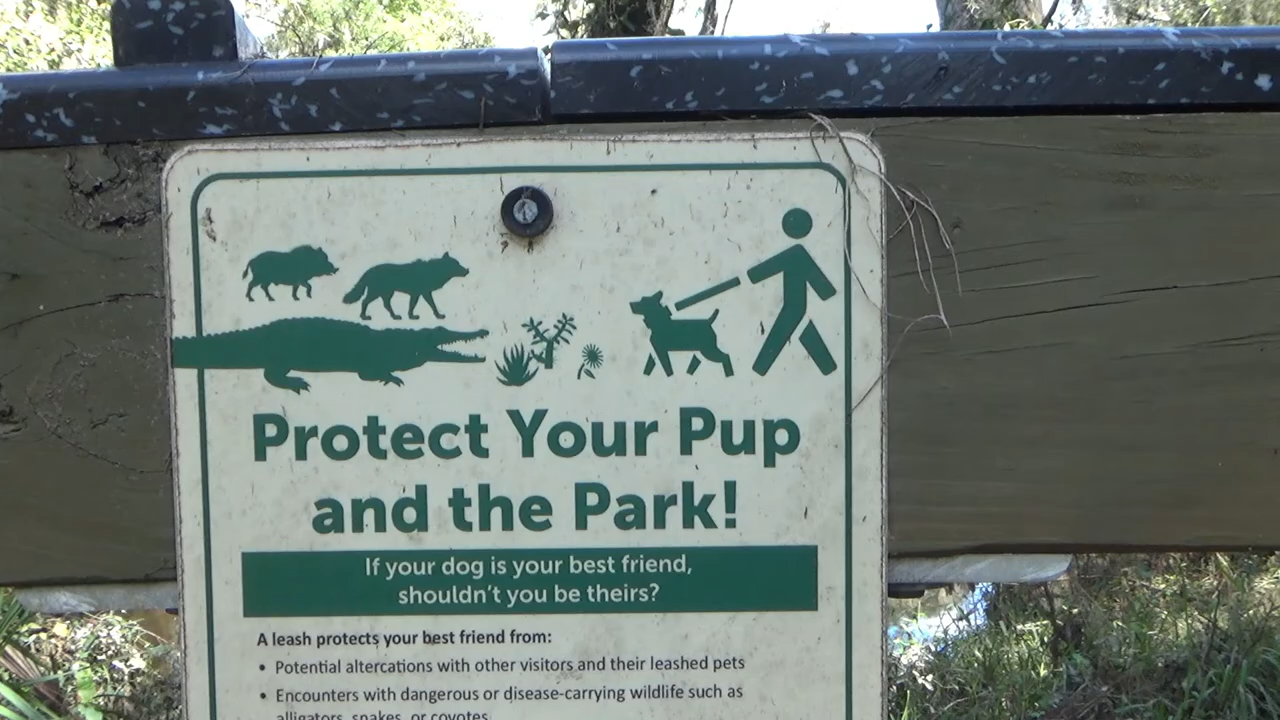 Protect Your Pup
and the Park!
If your dog is your best friend,
shouldn't you be theirs?
A leash protects your best friend from:
• Potential altercations with other visitors and their leashed pets
• Encounters with dangerous or disease-carrying wildlife such as
alligators, snakes, or coyotes